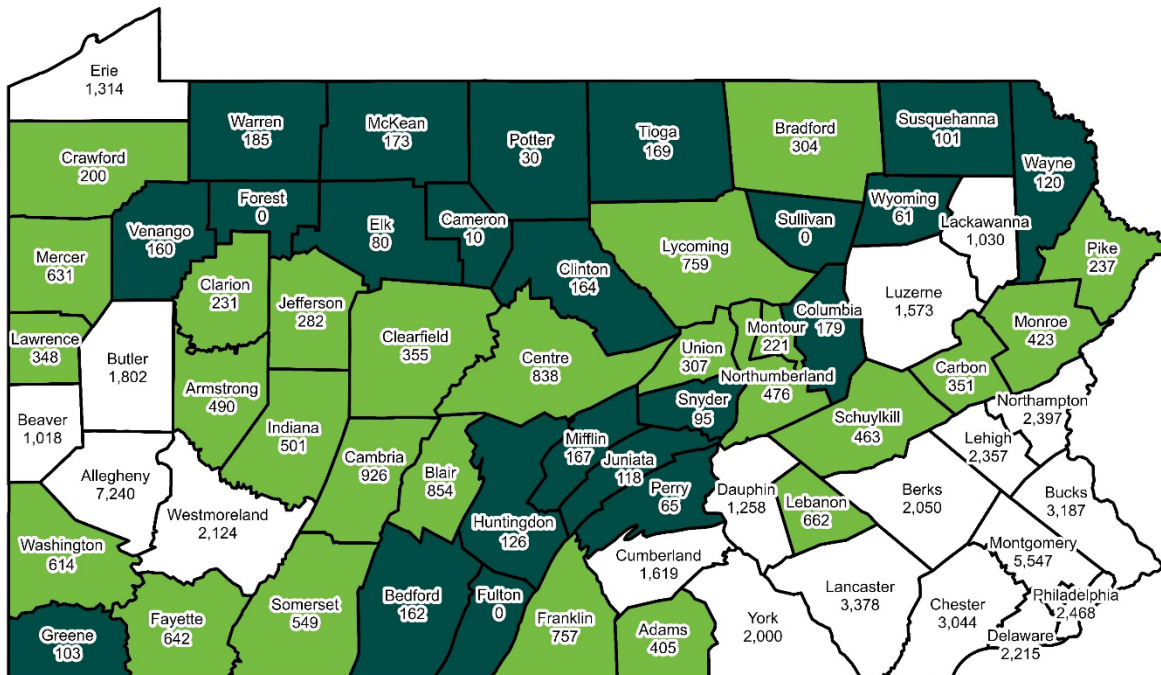 Erie
1,314
Warren
185
McKean
173
Potter
30
Tioga
169
Bradford
304
Susquehanna
101
Wayne
120
Crawford
200
Forest
0
Venango
160
Elk
80
Cameron
10
Sullivan
0
Wyoming
61
Lackawanna
1,030
Mercer
631
Clarion
231
Jefferson
282
Clinton
164
Lycoming
759
Pike
237
Lawrence
348
Butler
1,802
Clearfield
355
Centre
838
Union
307
Montour
221
Columbia
179
Luzerne
1,573
Monroe
423
Carbon
351
Armstrong
490
Northumberland
476
Snyder
95
Schuylkill
463
Northampton
2,397
Beaver
1,018
Indiana
501
Cambria
926
Blair
854
Mifflin
167
Juniata
118
Lehigh
2,357
Allegheny
7,240
Perry
65
Dauphin
1,258
Lebanon
662
Berks
2,050
Bucks
3,187
Westmoreland
2,124
Huntingdon
126
Washington
614
Cumberland
1,619
Montgomery
5,547
Greene
103
Fayette
642
Somerset
549
Bedford
162
Fulton
0
Franklin
757
Adams
405
York
2,000
Lancaster
3,378
Chester
3,044
Philadelphia
2,468
Delaware
2,215